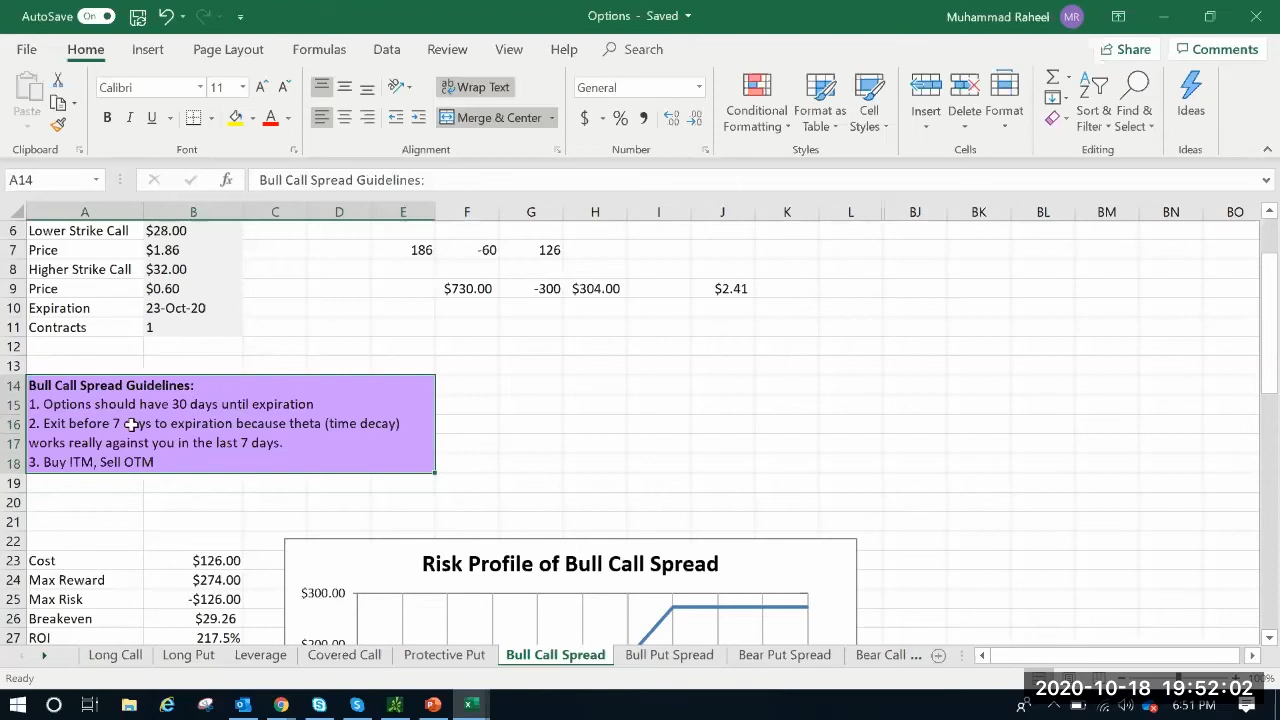 AutoSave On
Options - Saved
Muhammad Raheel MR
File Home Insert Page Layout Formulas Data Review View Help Search Share Comments
Paste
Calibri 11
B I U A
Wrap Text
Merge & Center
General
$ %
Conditional Formatting
Format as Table
Cell Styles
Insert Delete Format
Sort & Filter
Find & Select
Ideas
Clipboard Font Alignment Number Styles Cells Editing Ideas
A14 fx Bull Call Spread Guidelines:
A B C D E F G H I J K L BJ BK BL BM BN BO
6 Lower Strike Call $28.00
7 Price $1.86 186 -60 126
8 Higher Strike Call $32.00
9 Price $0.60 $730.00 -300 $304.00 $2.41
10 Expiration 23-Oct-20
11 Contracts 1
12
13
14 Bull Call Spread Guidelines:
15 1. Options should have 30 days until expiration
16 2. Exit before 7 days to expiration because theta (time decay)
17 works really against you in the last 7 days.
18 3. Buy ITM, Sell OTM
19
20
21
22
23 Cost $126.00
24 Max Reward $274.00
25 Max Risk -$126.00
26 Breakeven $29.26
27 ROI 217.5%
Risk Profile of Bull Call Spread
$300.00
$200.00
Long Call Long Put Leverage Covered Call Protective Put Bull Call Spread Bull Put Spread Bear Put Spread Bear Call ...
Ready
100%
2020-10-18 19:52:02
6:51 PM